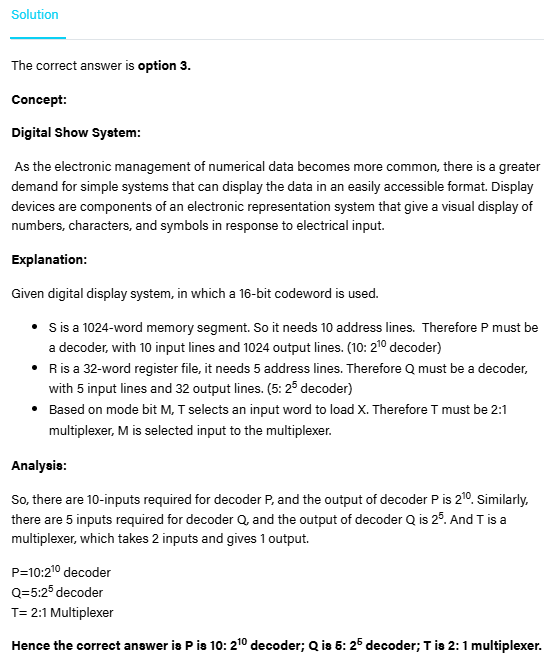 Solution
The correct answer is option 3.
Concept:
Digital Show System:
As the electronic management of numerical data becomes more common, there is a greater
demand for simple systems that can display the data in an easily accessible format. Display
devices are components of an electronic representation system that give a visual display of
numbers, characters, and symbols in response to electrical input.
Explanation:
Given digital display system, in which a 16-bit codeword is used.
• S is a 1024-word memory segment. So it needs 10 address lines. Therefore P must be
a decoder, with 10 input lines and 1024 output lines. (10: 2¹⁰ decoder)
• R is a 32-word register file, it needs 5 address lines. Therefore Q must be a decoder,
with 5 input lines and 32 output lines. (5: 2⁵ decoder)
• Based on mode bit M, T selects an input word to load X. Therefore T must be 2:1
multiplexer, M is selected input to the multiplexer.
Analysis:
So, there are 10-inputs required for decoder P, and the output of decoder P is 2¹⁰. Similarly,
there are 5 inputs required for decoder Q, and the output of decoder Q is 2⁵. And T is a
multiplexer, which takes 2 inputs and gives 1 output.
P=10:2¹⁰ decoder
Q=5:2⁵ decoder
T= 2:1 Multiplexer
Hence the correct answer is P is 10: 2¹⁰ decoder; Q is 5: 2⁵ decoder; T is 2: 1 multiplexer.